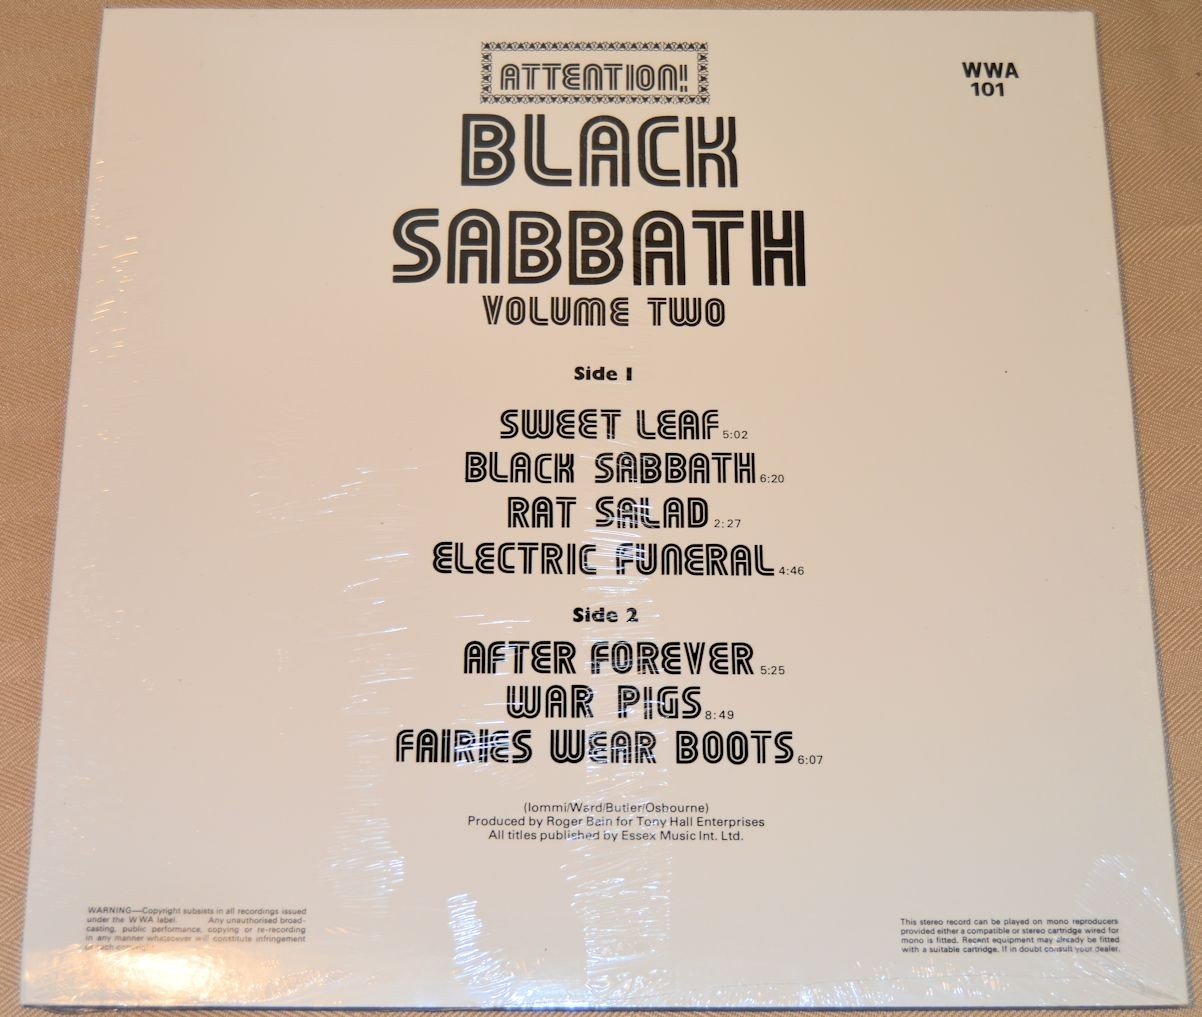 ATTENTION!!
WWA
101
BLACK
SABBATH
VOLUME TWO
Side 1
SWEET LEAF 5:02
BLACK SABBATH 6:20
RAT SALAD 2:27
ELECTRIC FUNERAL 4:46
Side 2
AFTER FOREVER 5:25
WAR PIGS 8:49
FAIRIES WEAR BOOTS 6:07
(Iommi/Ward/Butler/Osbourne)
Produced by Roger Bain for Tony Hall Enterprises
All titles published by Essex Music Int. Ltd.
WARNING—Copyright subsists in all recordings issued
under the WWA label. Any unauthorised broad-
casting, public performance, copying or re-recording
in any manner whatsoever will constitute infringement
of such
This stereo record can be played on mono reproducers
provided either a compatible or stereo cartridge wired for
mono is fitted. Recent equipment may already be fitted
with a suitable cartridge. If in doubt consult your dealer.